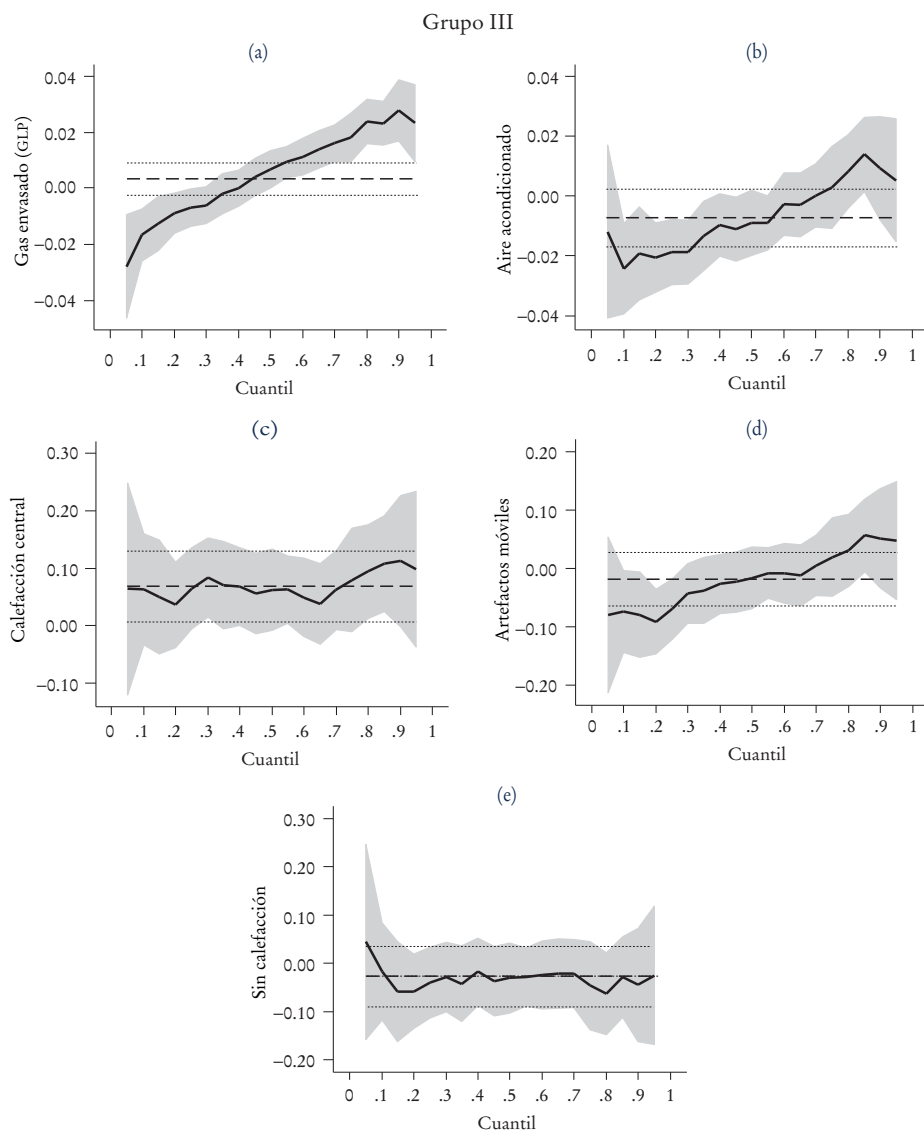 Grupo III
(a)
Gas envasado (GLP)
0.04
0.02
0.00
−0.02
−0.04
0 .1 .2 .3 .4 .5 .6 .7 .8 .9 1
Cuantil
(b)
Aire acondicionado
0.04
0.02
0.00
−0.02
−0.04
0 .1 .2 .3 .4 .5 .6 .7 .8 .9 1
Cuantil
(c)
Calefacción central
0.30
0.20
0.10
0.00
−0.10
0 .1 .2 .3 .4 .5 .6 .7 .8 .9 1
Cuantil
(d)
Artefactos móviles
0.20
0.10
0.00
−0.10
−0.20
0 .1 .2 .3 .4 .5 .6 .7 .8 .9 1
Cuantil
(e)
Sin calefacción
0.30
0.20
0.10
0.00
−0.10
−0.20
0 .1 .2 .3 .4 .5 .6 .7 .8 .9 1
Cuantil